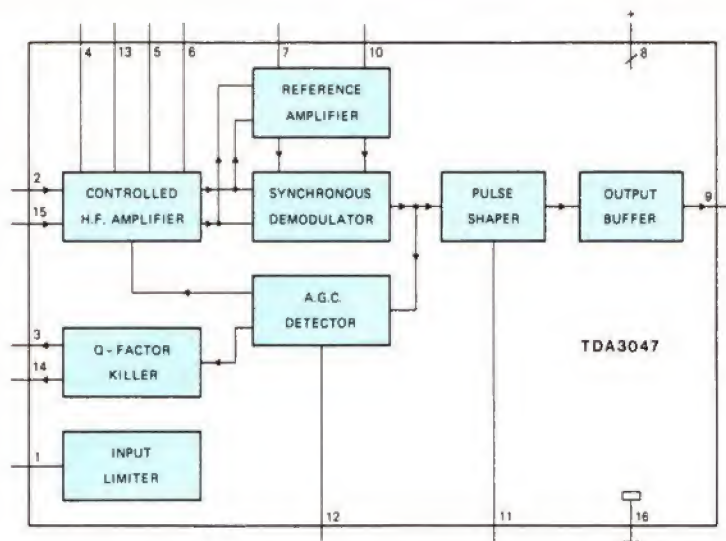 +
4 13 5 6 7 10 8
REFERENCE
AMPLIFIER
2
15
CONTROLLED
H.F. AMPLIFIER
SYNCHRONOUS
DEMODULATOR
PULSE
SHAPER
OUTPUT
BUFFER
9
A.G.C.
DETECTOR
3
14
Q-FACTOR
KILLER
TDA3047
1
INPUT
LIMITER
12 11 16